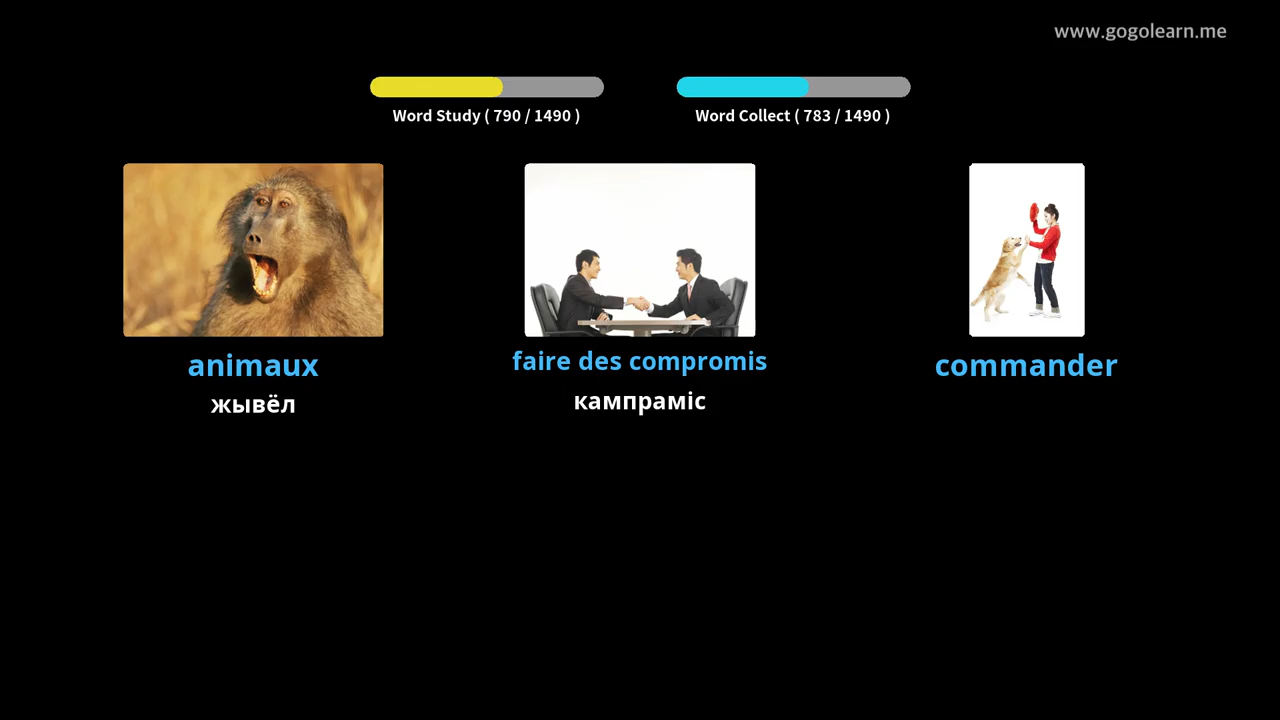 www.gogolearn.me
Word Study ( 790 / 1490 )
Word Collect ( 783 / 1490 )
animaux
жывёл
faire des compromis
кампраміс
commander